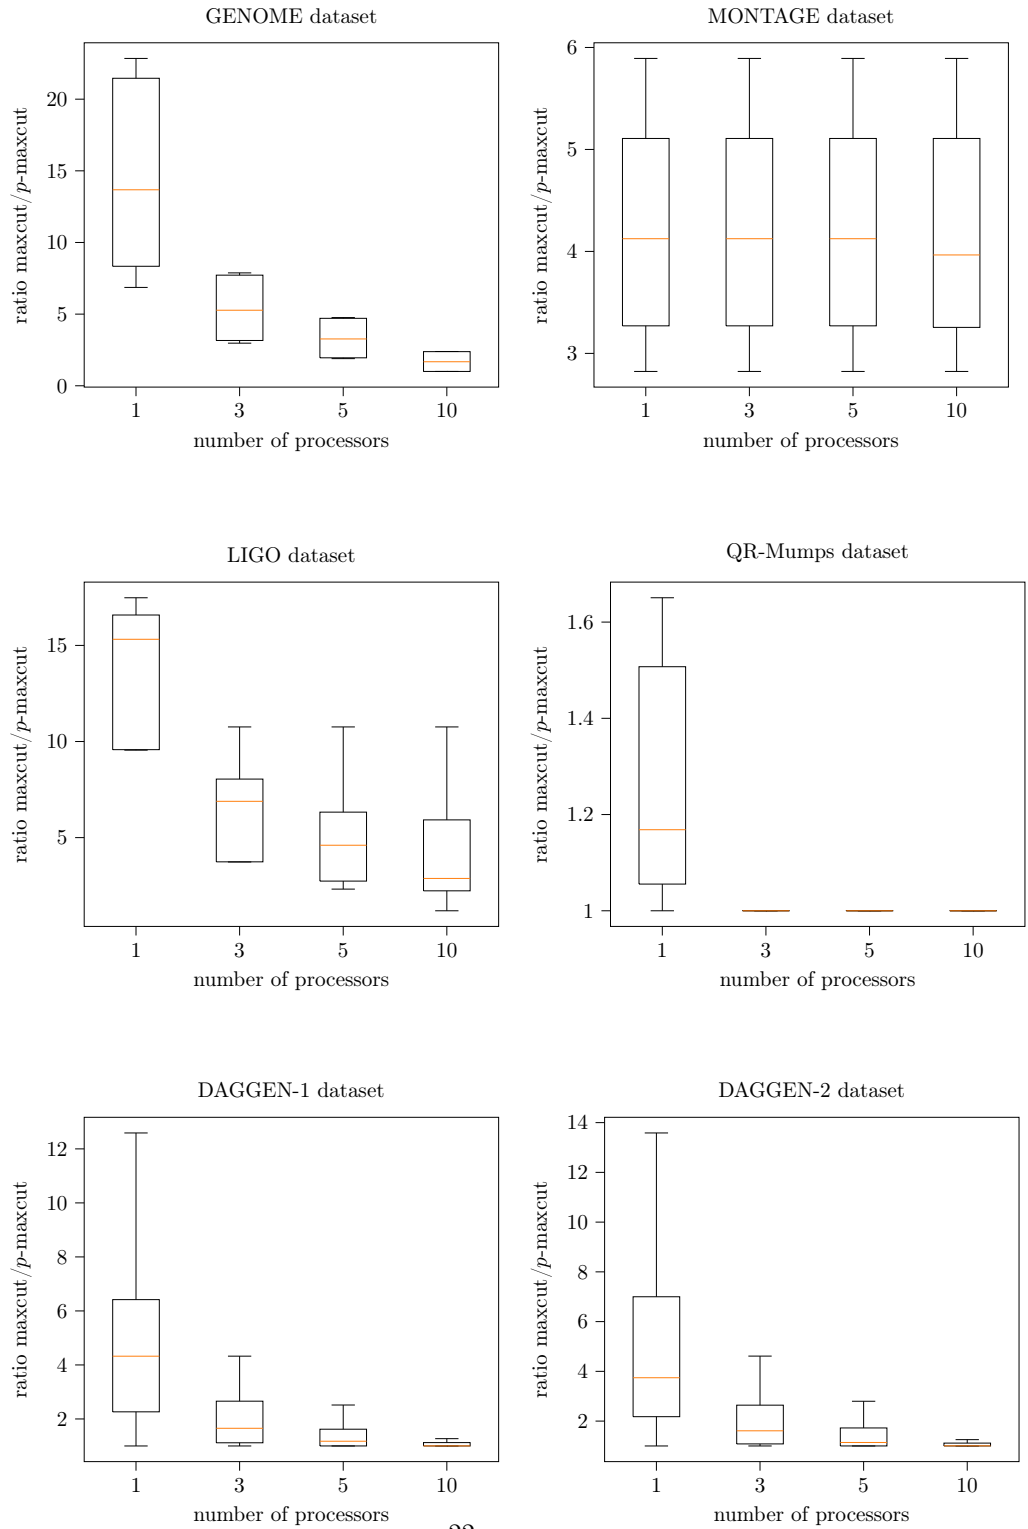 GENOME dataset
ratio maxcut/p-maxcut
20
15
10
5
0
1 3 5 10
number of processors
MONTAGE dataset
ratio maxcut/p-maxcut
6
5
4
3
1 3 5 10
number of processors
LIGO dataset
ratio maxcut/p-maxcut
15
10
5
1 3 5 10
number of processors
QR-Mumps dataset
ratio maxcut/p-maxcut
1.6
1.4
1.2
1
1 3 5 10
number of processors
DAGGEN-1 dataset
ratio maxcut/p-maxcut
12
10
8
6
4
2
1 3 5 10
number of processors
DAGGEN-2 dataset
ratio maxcut/p-maxcut
14
12
10
8
6
4
2
1 3 5 10
number of processors